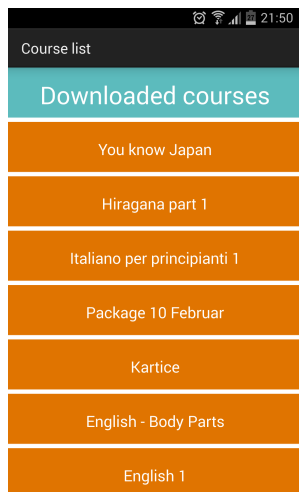 21:50
Course list
Downloaded courses
You know Japan
Hiragana part 1
Italiano per principianti 1
Package 10 Februar
Kartice
English - Body Parts
English 1